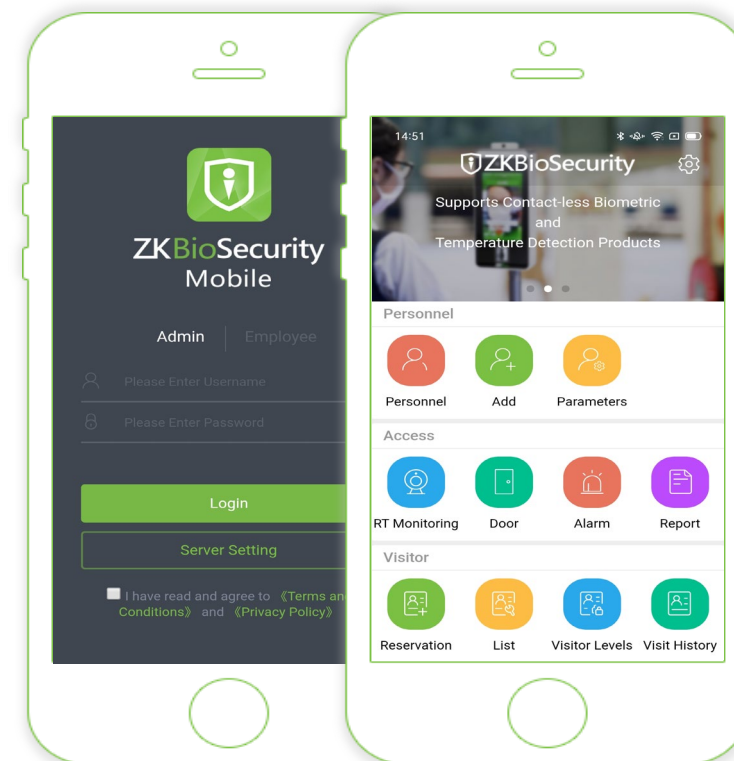 ZKBioSecurity
Mobile
Admin
Employee
Please Enter Username
Please Enter Password
Login
Server Setting
I have read and agree to 《Terms an
Conditions》 and 《Privacy Policy》
14:51
ZKBioSecurity
Supports Contact-less Biometric
and
Temperature Detection Products
Personnel
Personnel Add Parameters
Access
RT Monitoring Door Alarm Report
Visitor
Reservation List Visitor Levels Visit History